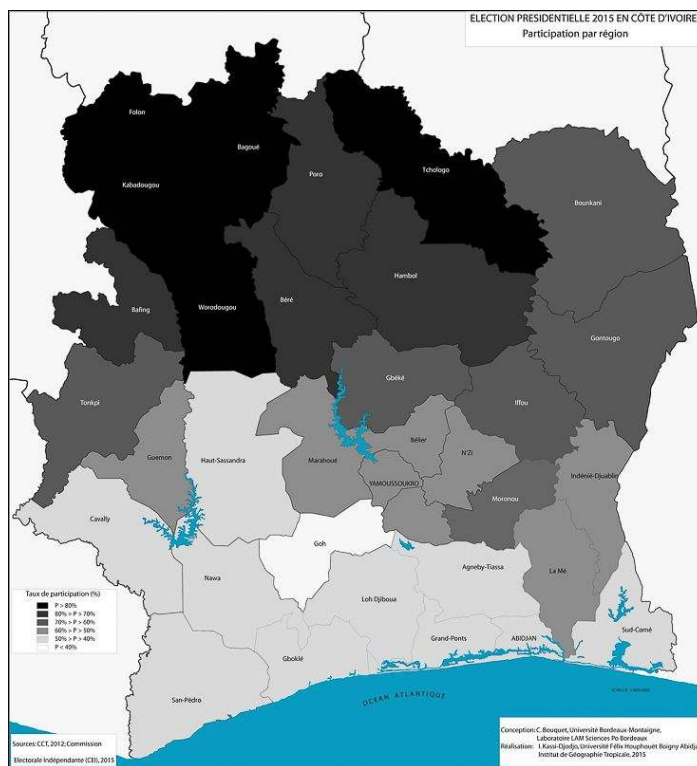 ELECTION PRESIDENTIELLE 2015 EN CÔTE D'IVOIRE
Participation par région
Folon
Bagoué
Tchologo
Poro
Kabadougou
Bounkani
Hambol
Bafing
Worodougou
Béré
Gontougo
Gbêkê
Tonkpi
Iffou
Bélier
Guemon
Haut-Sassandra
Marahoué
N'Zi
Indénié-Djuablin
YAMOUSSOUKRO
Moronou
Cavally
Goh
Agneby-Tiassa
La Mé
Nawa
Loh Djiboua
Taux de participation (%)
P > 80%
80% > P > 70%
70% > P > 60%
60% > P > 50%
50% > P > 40%
P < 40%
Sud-Comé
Grand-Ponts
ABIDJAN
Gboklé
San-Pédro
OCEAN ATLANTIQUE
Sources: CCT, 2012; Commission
Electorale Indépendante (CEI), 2015
Conception: C. Bouquet, Université Bordeaux-Montaigne,
Laboratoire LAM Sciences Po Bordeaux
Réalisation: I. Kassi-Djodjo, Université Félix Houphouët Boigny Abidja
Institut de Géographie Tropicale, 2015